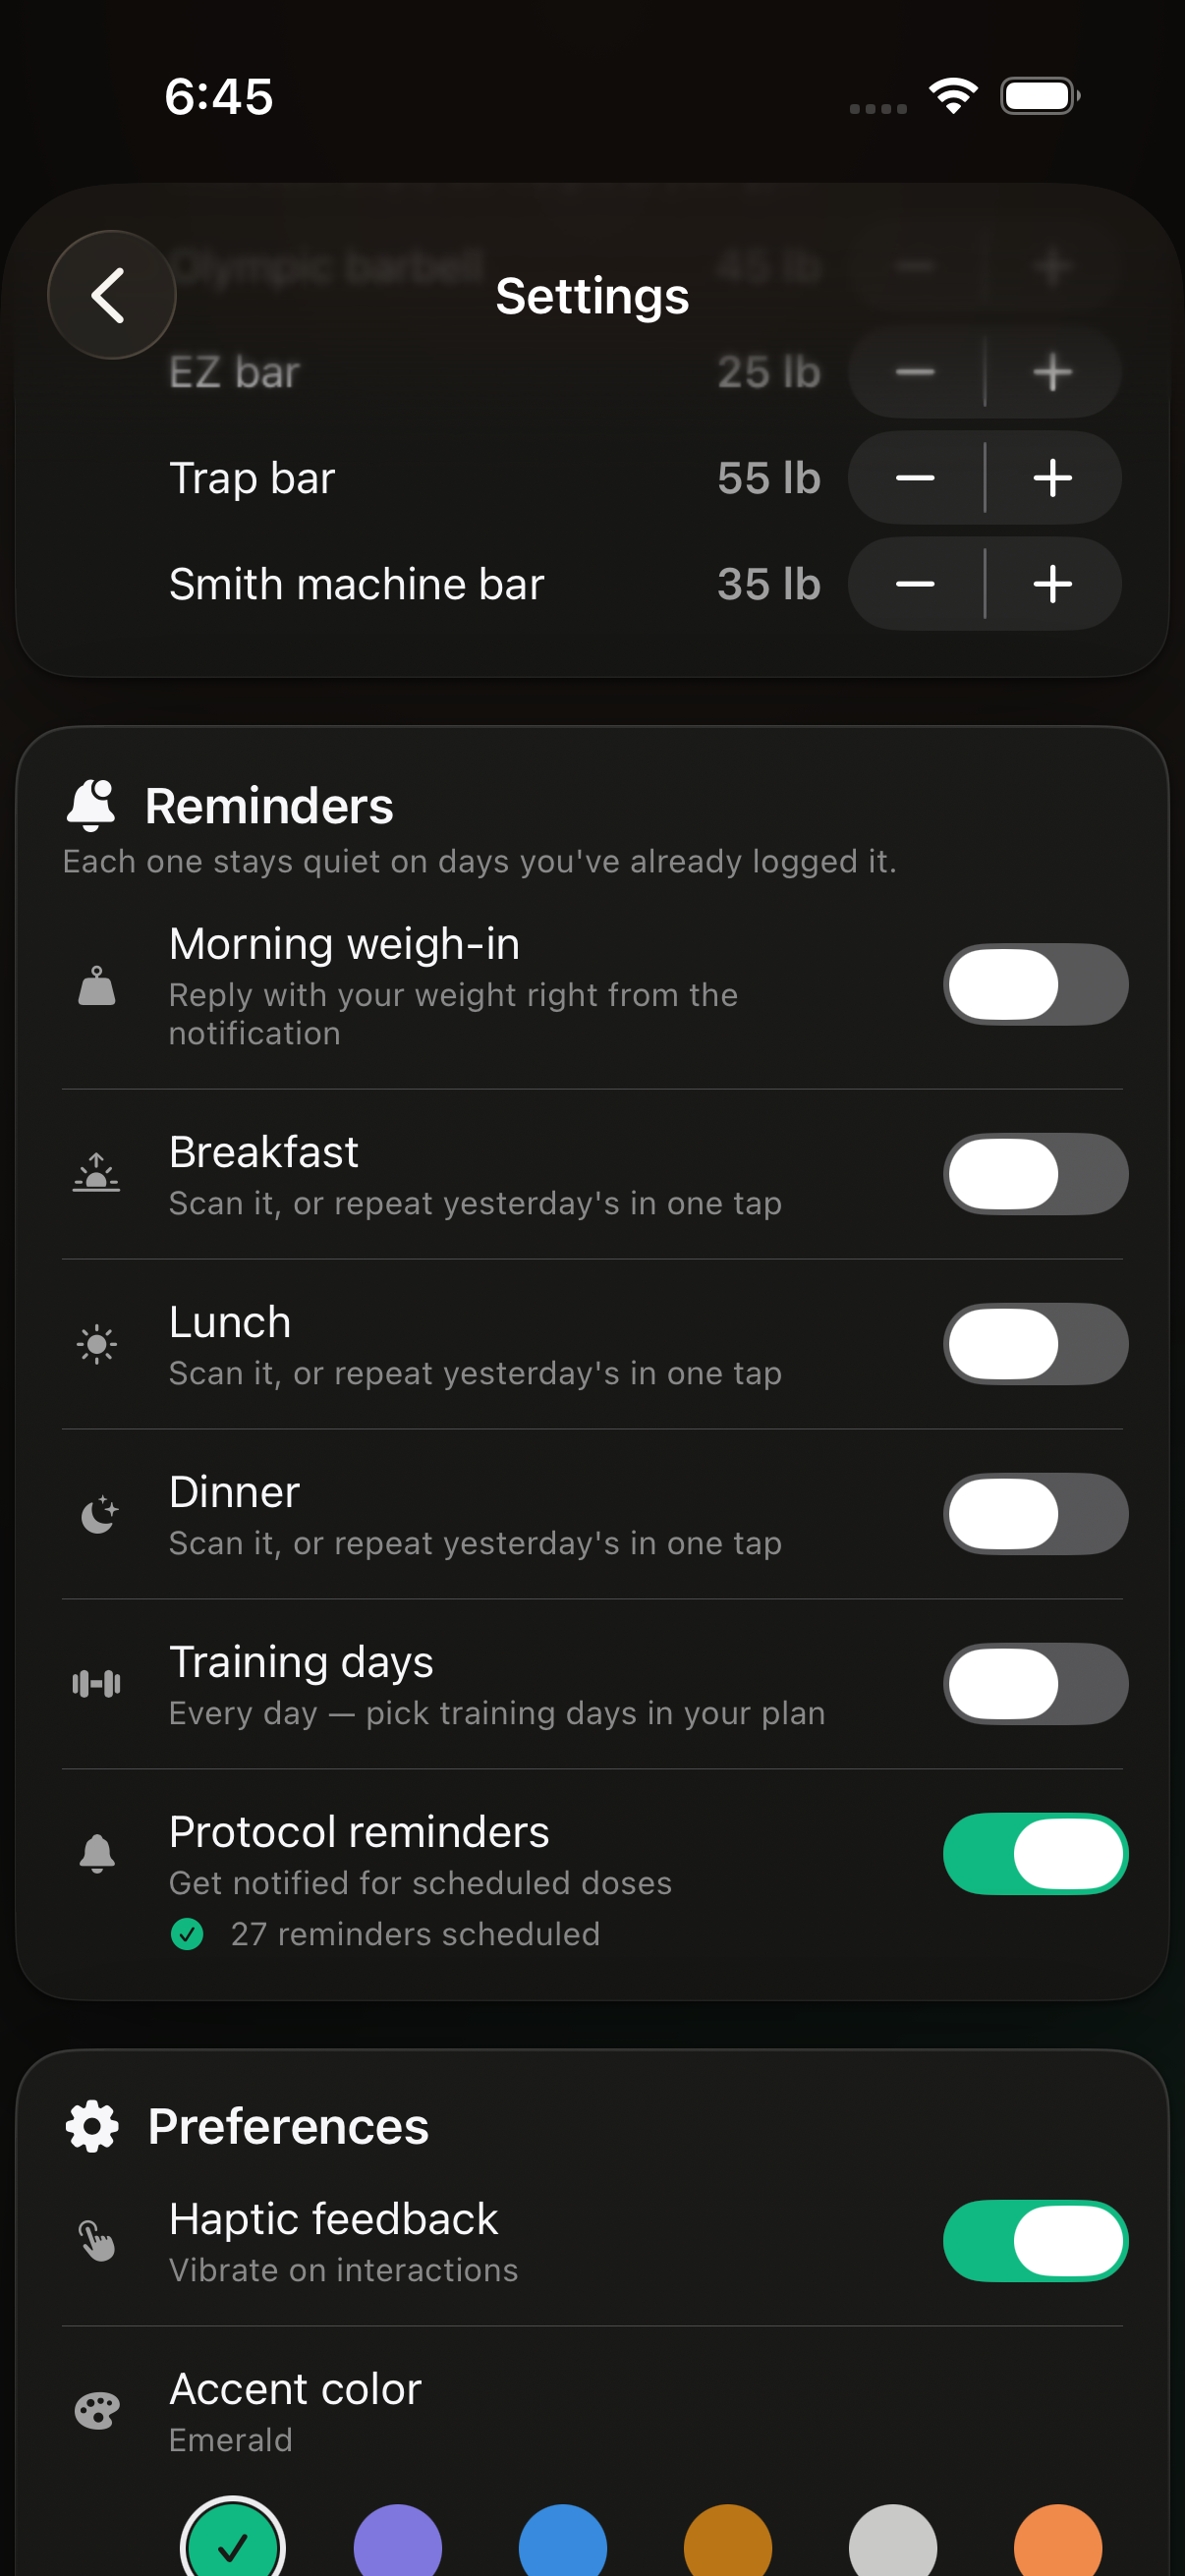 6:45
Settings
Olympic barbell 45 lb
EZ bar 25 lb
Trap bar 55 lb
Smith machine bar 35 lb
Reminders
Each one stays quiet on days you've already logged it.
Morning weigh-in
Reply with your weight right from the
notification
Breakfast
Scan it, or repeat yesterday's in one tap
Lunch
Scan it, or repeat yesterday's in one tap
Dinner
Scan it, or repeat yesterday's in one tap
Training days
Every day — pick training days in your plan
Protocol reminders
Get notified for scheduled doses
27 reminders scheduled
Preferences
Haptic feedback
Vibrate on interactions
Accent color
Emerald